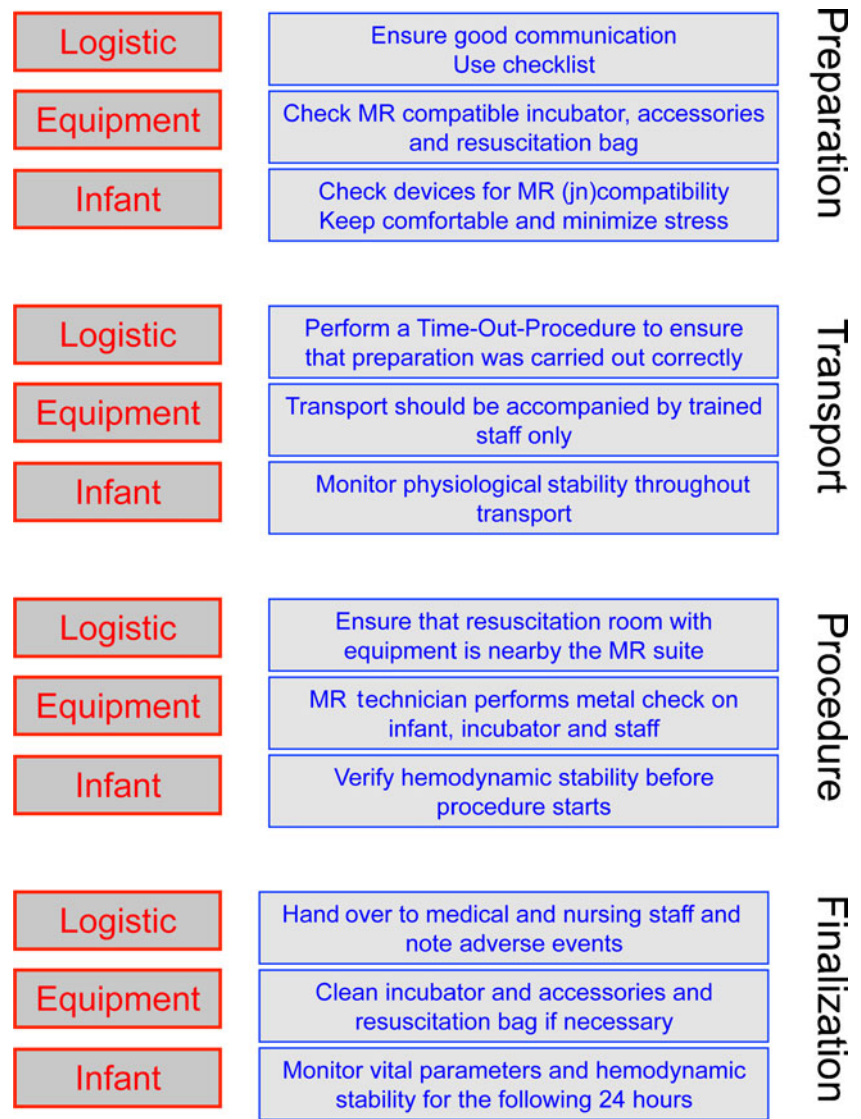 Preparation
Logistic
Ensure good communication
Use checklist
Equipment
Check MR compatible incubator, accessories
and resuscitation bag
Infant
Check devices for MR (jn)compatibility
Keep comfortable and minimize stress
Transport
Logistic
Perform a Time-Out-Procedure to ensure
that preparation was carried out correctly
Equipment
Transport should be accompanied by trained
staff only
Infant
Monitor physiological stability throughout
transport
Procedure
Logistic
Ensure that resuscitation room with
equipment is nearby the MR suite
Equipment
MR technician performs metal check on
infant, incubator and staff
Infant
Verify hemodynamic stability before
procedure starts
Finalization
Logistic
Hand over to medical and nursing staff and
note adverse events
Equipment
Clean incubator and accessories and
resuscitation bag if necessary
Infant
Monitor vital parameters and hemodynamic
stability for the following 24 hours